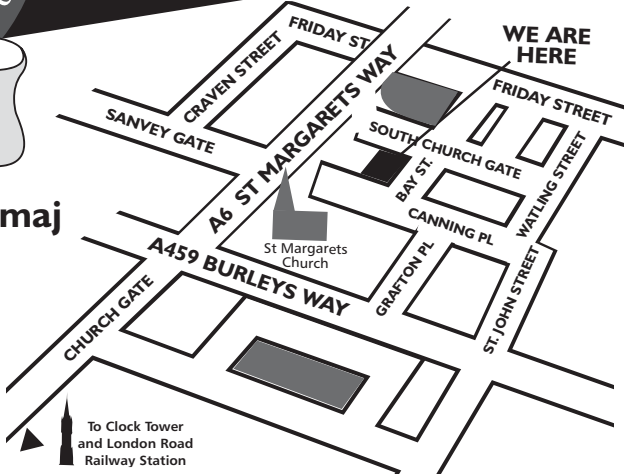 WE ARE
HERE
FRIDAY ST
FRIDAY STREET
CRAVEN STREET
SANVEY GATE
A6 ST MARGARETS WAY
SOUTH CHURCH GATE
BAY ST.
WATLING STREET
CANNING PL
maj
St Margarets
Church
A459 BURLEYS WAY
GRAFTON PL
ST. JOHN STREET
CHURCH GATE
To Clock Tower
and London Road
Railway Station